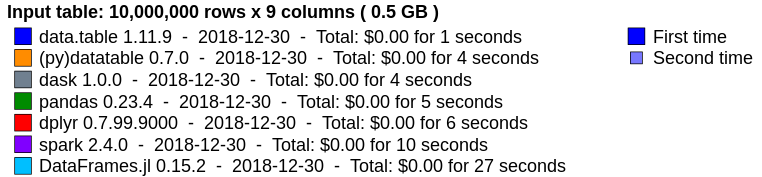 Input table: 10,000,000 rows x 9 columns ( 0.5 GB )
data.table 1.11.9 - 2018-12-30 - Total: $0.00 for 1 seconds
First time
(py)datatable 0.7.0 - 2018-12-30 - Total: $0.00 for 4 seconds
Second time
dask 1.0.0 - 2018-12-30 - Total: $0.00 for 4 seconds
pandas 0.23.4 - 2018-12-30 - Total: $0.00 for 5 seconds
dplyr 0.7.99.9000 - 2018-12-30 - Total: $0.00 for 6 seconds
spark 2.4.0 - 2018-12-30 - Total: $0.00 for 10 seconds
DataFrames.jl 0.15.2 - 2018-12-30 - Total: $0.00 for 27 seconds